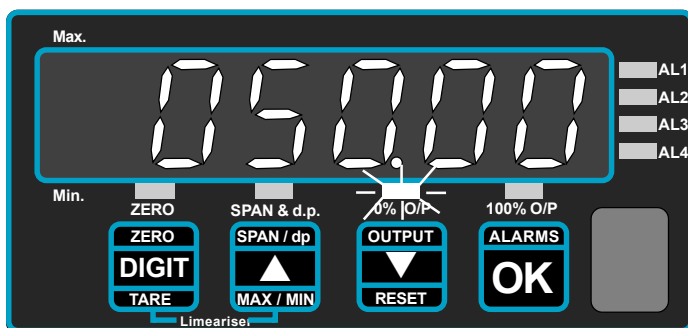 Max.
050.00
AL1
AL2
AL3
AL4
Min.
ZERO SPAN & d.p. 0% O/P 100% O/P
ZERO SPAN / dp OUTPUT ALARMS
DIGIT OK
TARE MAX / MIN RESET
Limeariser